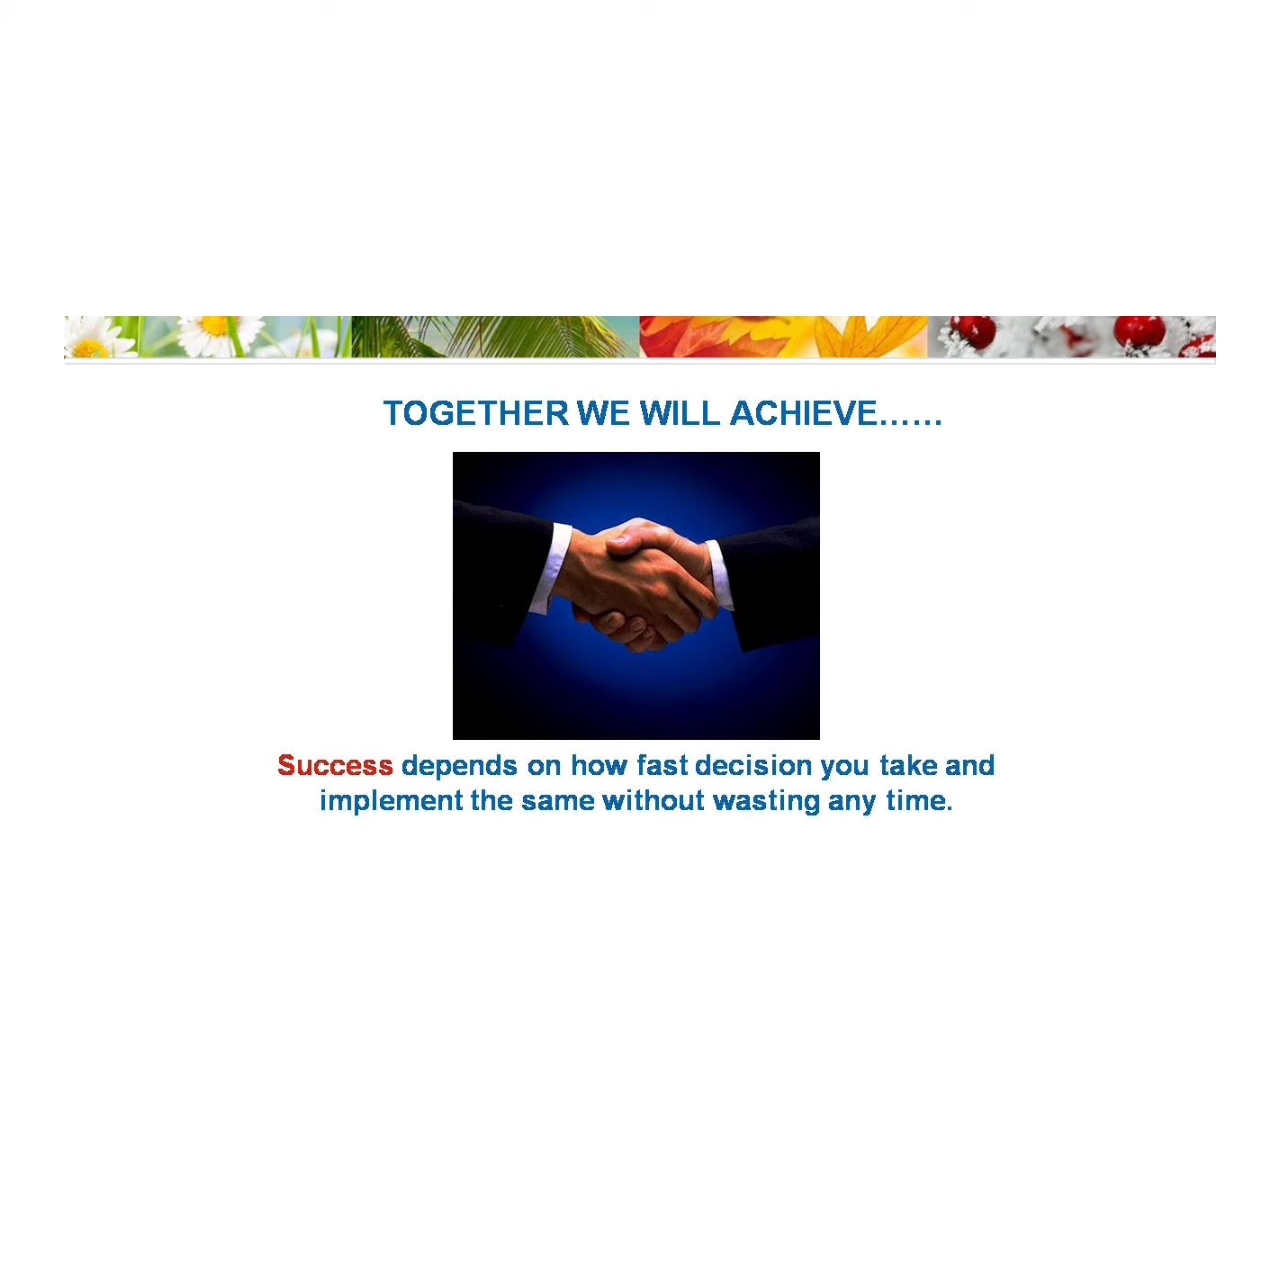 TOGETHER WE WILL ACHIEVE……
Success depends on how fast decision you take and
implement the same without wasting any time.